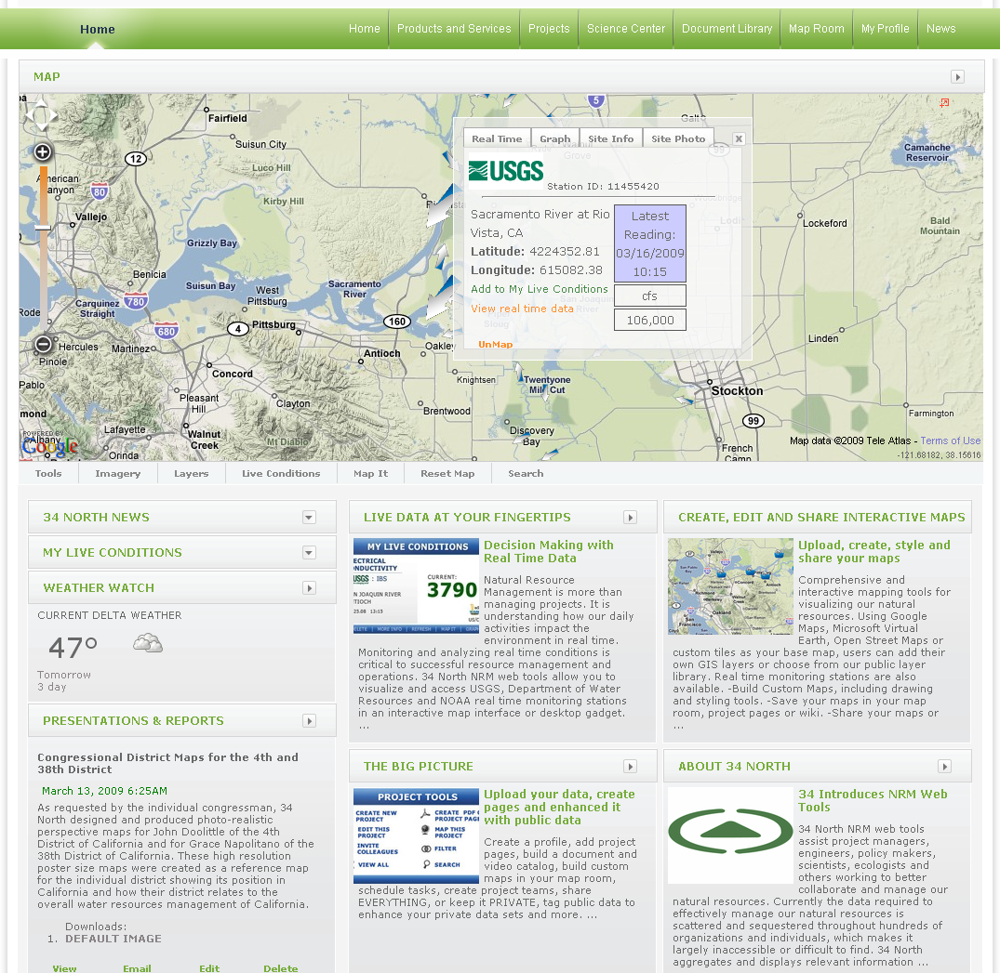 Home
Home
Products and Services
Projects
Science Center
Document Library
Map Room
My Profile
News
MAP
Fairfield
Suisun City
12
Luco Hill
Kirby Hill
American
Canyon
80
Vallejo
Grizzly Bay
Benicia
Suisun Bay
West
Pittsburg
Sacramento
River
Carquinez
Straight
780
680
4
Pittsburg
160
Hercules
Martinez
Antioch
Oakley
Pinole
Concord
Knightsen
Pablo
Pleasant
Hill
Clayton
Brentwood
mond
Lafayette
Walnut
Creek
Mt Diablo
Discovery
Bay
Albany
Orinda
POWERED BY
Google
5
Galt
Camanche
Reservoir
Lockeford
Bald
Mountain
Linden
Twentyone
Mile Cut
Stockton
99
Farmington
French
Camp
Real Time
Graph
Site Info
Site Photo
USGS
Station ID: 11455420
Sacramento River at Rio
Vista, CA
Latitude: 4224352.81
Longitude: 615082.38
Add to My Live Conditions
View real time data
UnMap
Latest
Reading:
03/16/2009
10:15
cfs
106,000
Map data ©2009 Tele Atlas - Terms of Use
-121.68182, 38.15616
Tools
Imagery
Layers
Live Conditions
Map It
Reset Map
Search
34 NORTH NEWS
MY LIVE CONDITIONS
WEATHER WATCH
CURRENT DELTA WEATHER
47°
Tomorrow
3 day
PRESENTATIONS & REPORTS
Congressional District Maps for the 4th and
38th District
March 13, 2009 6:25AM
As requested by the individual congressman, 34
North designed and produced photo-realistic
perspective maps for John Doolittle of the 4th
District of California and for Grace Napolitano of the
38th District of California. These high resolution
poster size maps were created as a reference map
for the individual district showing its position in
California and how their district relates to the
overall water resources management of California.
Downloads:
1. DEFAULT IMAGE
View
Email
Edit
Delete
LIVE DATA AT YOUR FINGERTIPS
MY LIVE CONDITIONS
ECTRICAL
NDUCTIVITY
USGS : IBS
N JOAQUIN RIVER
TIOCH
25.08 13:15
CURRENT:
3790
Decision Making with
Real Time Data
Natural Resource
Management is more than
managing projects. It is
understanding how our daily
activities impact the
environment in real time.
Monitoring and analyzing real time conditions is
critical to successful resource management and
operations. 34 North NRM web tools allow you to
visualize and access USGS, Department of Water
Resources and NOAA real time monitoring stations
in an interactive map interface or desktop gadget.
...
CREATE, EDIT AND SHARE INTERACTIVE MAPS
Upload, create, style and
share your maps
Comprehensive and
interactive mapping tools for
visualizing our natural
resources. Using Google
Maps, Microsoft Virtual
Earth, Open Street Maps or
custom tiles as your base map, users can add their
own GIS layers or choose from our public layer
library. Real time monitoring stations are also
available. -Build Custom Maps, including drawing
and styling tools. -Save your maps in your map
room, project pages or wiki. -Share your maps or
...
THE BIG PICTURE
PROJECT TOOLS
CREATE NEW
PROJECT
EDIT THIS
PROJECT
INVITE
COLLEAGUES
VIEW ALL
CREATE PDF
PROJECT
MAP THIS
PROJECT
FILTER
SEARCH
Upload your data, create
pages and enhanced it
with public data
Create a profile, add project
pages, build a document and
video catalog, build custom
maps in your map room,
schedule tasks, create project teams, share
EVERYTHING, or keep it PRIVATE, tag public data to
enhance your private data sets and more. ...
ABOUT 34 NORTH
34 Introduces NRM Web
Tools
34 North NRM web tools
assist project managers,
engineers, policy makers,
scientists, ecologists and
others working to better
collaborate and manage our
natural resources. Currently the data required to
effectively manage our natural resources is
scattered and sequestered throughout hundreds of
organizations and individuals, which makes it
largely inaccessible or difficult to find. 34 North
aggregates and displays relevant information ...